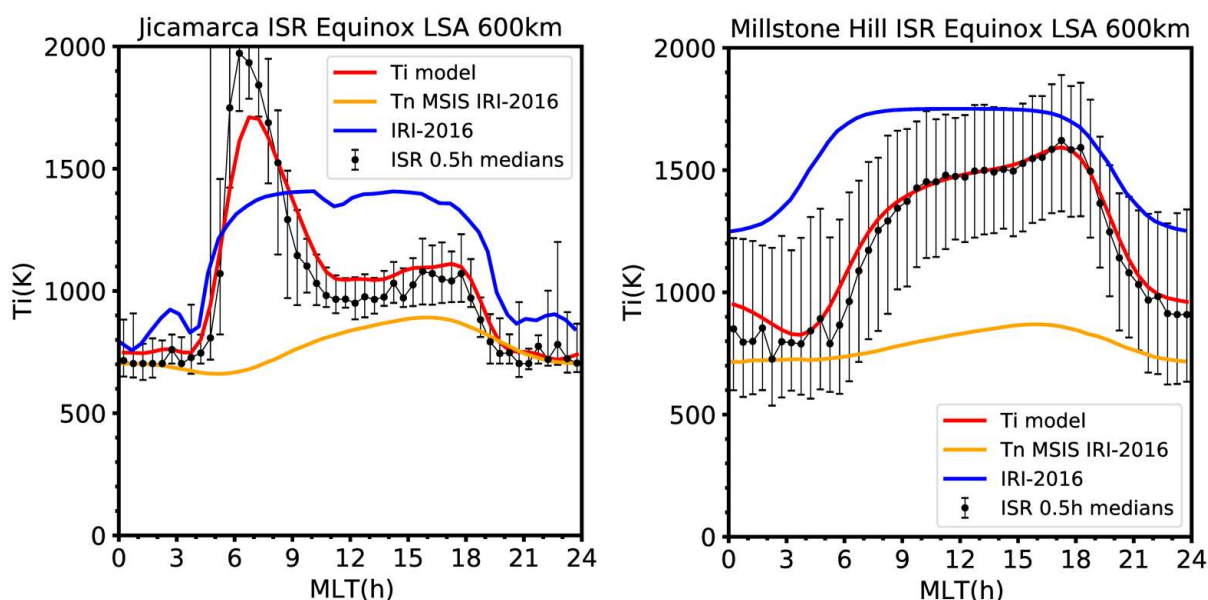 Jicamarca ISR Equinox LSA 600km
Ti(K)
2000
1500
1000
500
0
Ti model
Tn MSIS IRI-2016
IRI-2016
ISR 0.5h medians
0 3 6 9 12 15 18 21 24
MLT(h)
Millstone Hill ISR Equinox LSA 600km
Ti(K)
2000
1500
1000
500
0
Ti model
Tn MSIS IRI-2016
IRI-2016
ISR 0.5h medians
0 3 6 9 12 15 18 21 24
MLT(h)